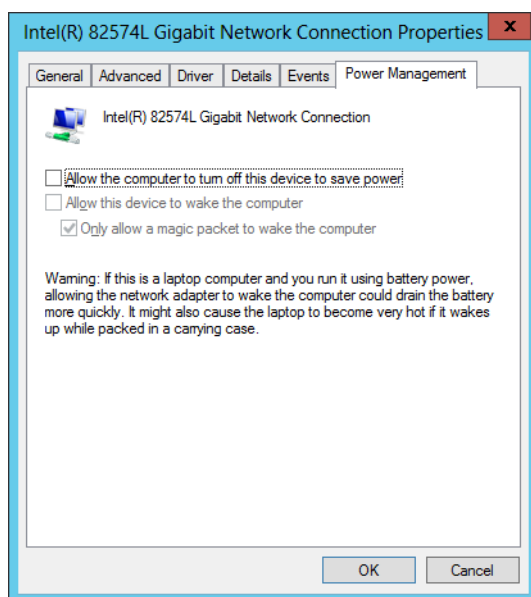 Intel(R) 82574L Gigabit Network Connection Properties x
General Advanced Driver Details Events Power Management
Intel(R) 82574L Gigabit Network Connection
Allow the computer to turn off this device to save power
Allow this device to wake the computer
Only allow a magic packet to wake the computer
Warning: If this is a laptop computer and you run it using battery power,
allowing the network adapter to wake the computer could drain the battery
more quickly. It might also cause the laptop to become very hot if it wakes
up while packed in a carrying case.
OK Cancel